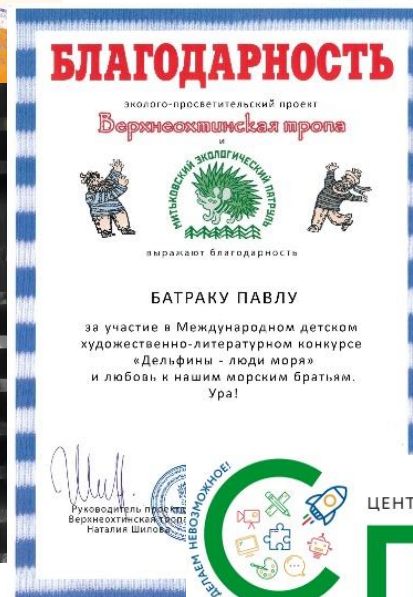 БЛАГОДАРНОСТЬ
эколого-просветительский проект
Верхнеохтинская тропа
и
МИТЬКОВСКИЙ ЭКОЛОГИЧЕСКИЙ ПАТРУЛЬ
выражают благодарность
БАТРАКУ ПАВЛУ
за участие в Международном детском
художественно-литературном конкурсе
«Дельфины - люди моря»
и любовь к нашим морским братьям.
Ура!
Руководитель проекта
Верхнеохтинская тропа
Наталия Шилова
ДЕЛАЕМ НЕВОЗМОЖНОЕ!
ЦЕНТ